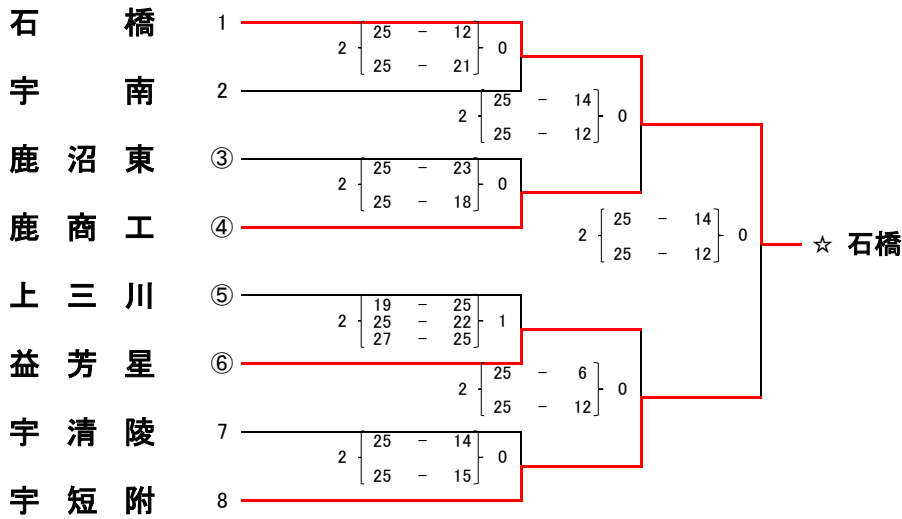 石橋 1
2 25 － 12 0
25 － 21
宇南 2
2 25 － 14 0
25 － 12
鹿沼東 ③
2 25 － 23 0
25 － 18
鹿商工 ④
2 25 － 14 0
25 － 12
☆ 石橋
上三川 ⑤
19 － 25
2 25 － 22 1
27 － 25
益芳星 ⑥
2 25 － 6 0
25 － 12
宇清陵 7
2 25 － 14 0
25 － 15
宇短附 8